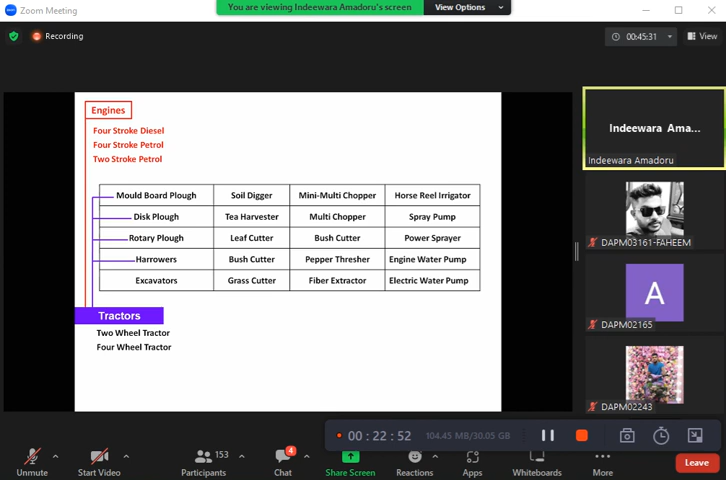 Zoom Meeting
You are viewing Indeewara Amadoru's screen
View Options
Recording
00:45:31
View
Engines
Four Stroke Diesel
Four Stroke Petrol
Two Stroke Petrol
Mould Board Plough Soil Digger Mini-Multi Chopper Horse Reel Irrigator
Disk Plough Tea Harvester Multi Chopper Spray Pump
Rotary Plough Leaf Cutter Bush Cutter Power Sprayer
Harrowers Bush Cutter Pepper Thresher Engine Water Pump
Excavators Grass Cutter Fiber Extractor Electric Water Pump
Tractors
Two Wheel Tractor
Four Wheel Tractor
Indeewara Ama...
Indeewara Amadoru
DAPM03161-FAHEEM
A
DAPM02165
DAPM02243
00:22:52 104.45 MB/30.05 GB
153
4
Unmute Start Video Participants Chat Share Screen Reactions Apps Whiteboards More
Leave